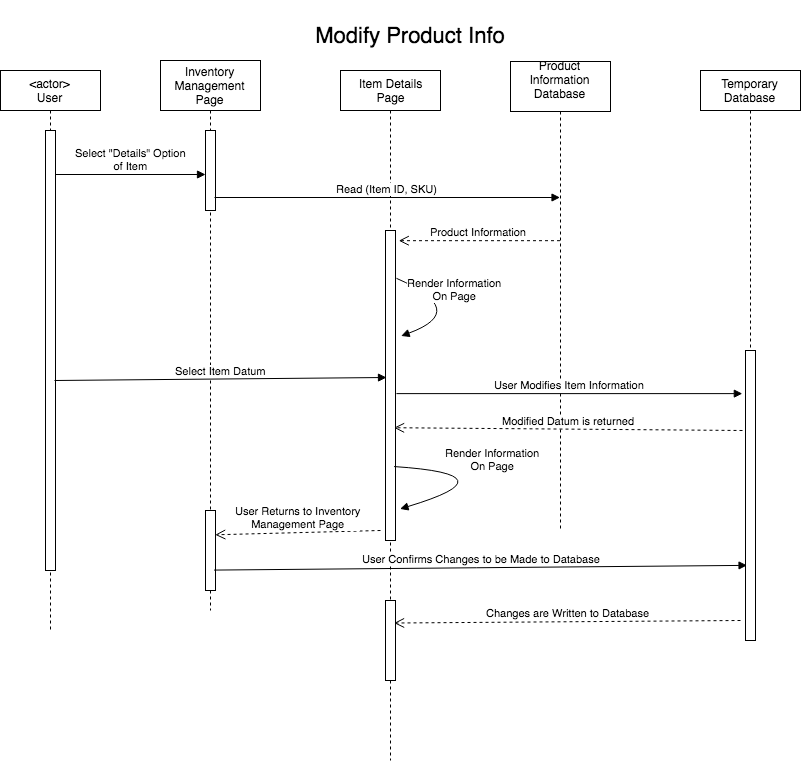 Modify Product Info
<actor>
User
Inventory
Management
Page
Item Details
Page
Product
Information
Database
Temporary
Database
Select "Details" Option
of Item
Read (Item ID, SKU)
Product Information
Render Information
On Page
Select Item Datum
User Modifies Item Information
Modified Datum is returned
Render Information
On Page
User Returns to Inventory
Management Page
User Confirms Changes to be Made to Database
Changes are Written to Database